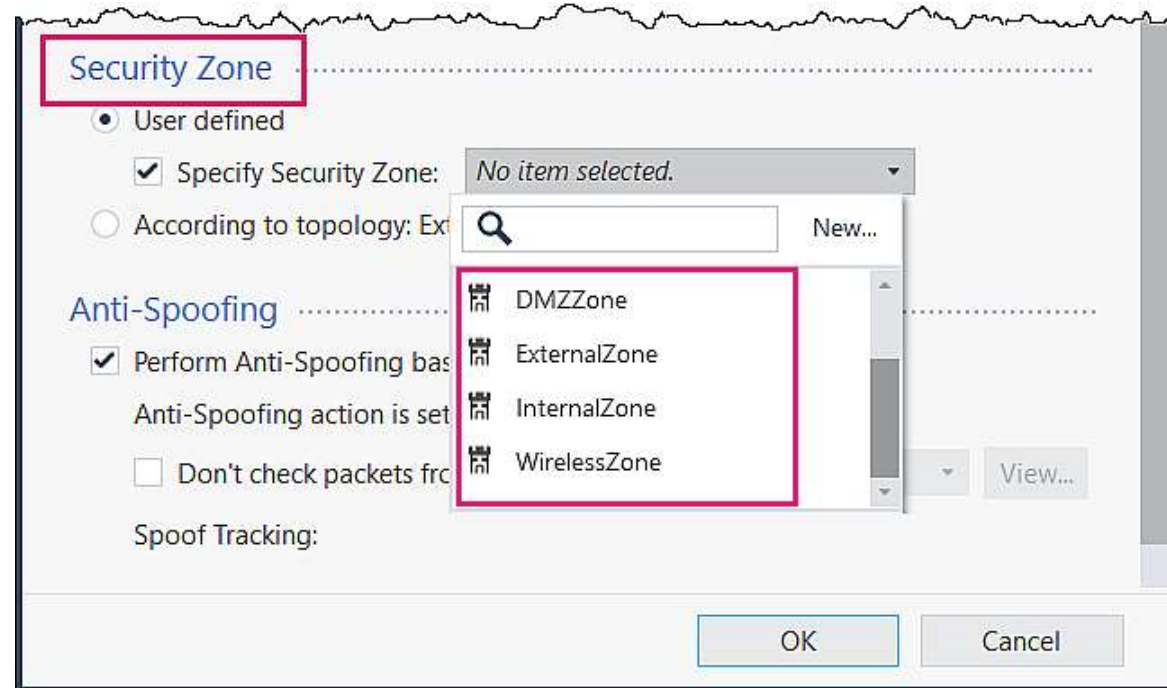 Security Zone
User defined
Specify Security Zone: No item selected.
According to topology: Ext
New...
DMZZone
Anti-Spoofing
ExternalZone
Perform Anti-Spoofing bas
InternalZone
Anti-Spoofing action is set
WirelessZone
Don't check packets fro
View...
Spoof Tracking:
OK Cancel